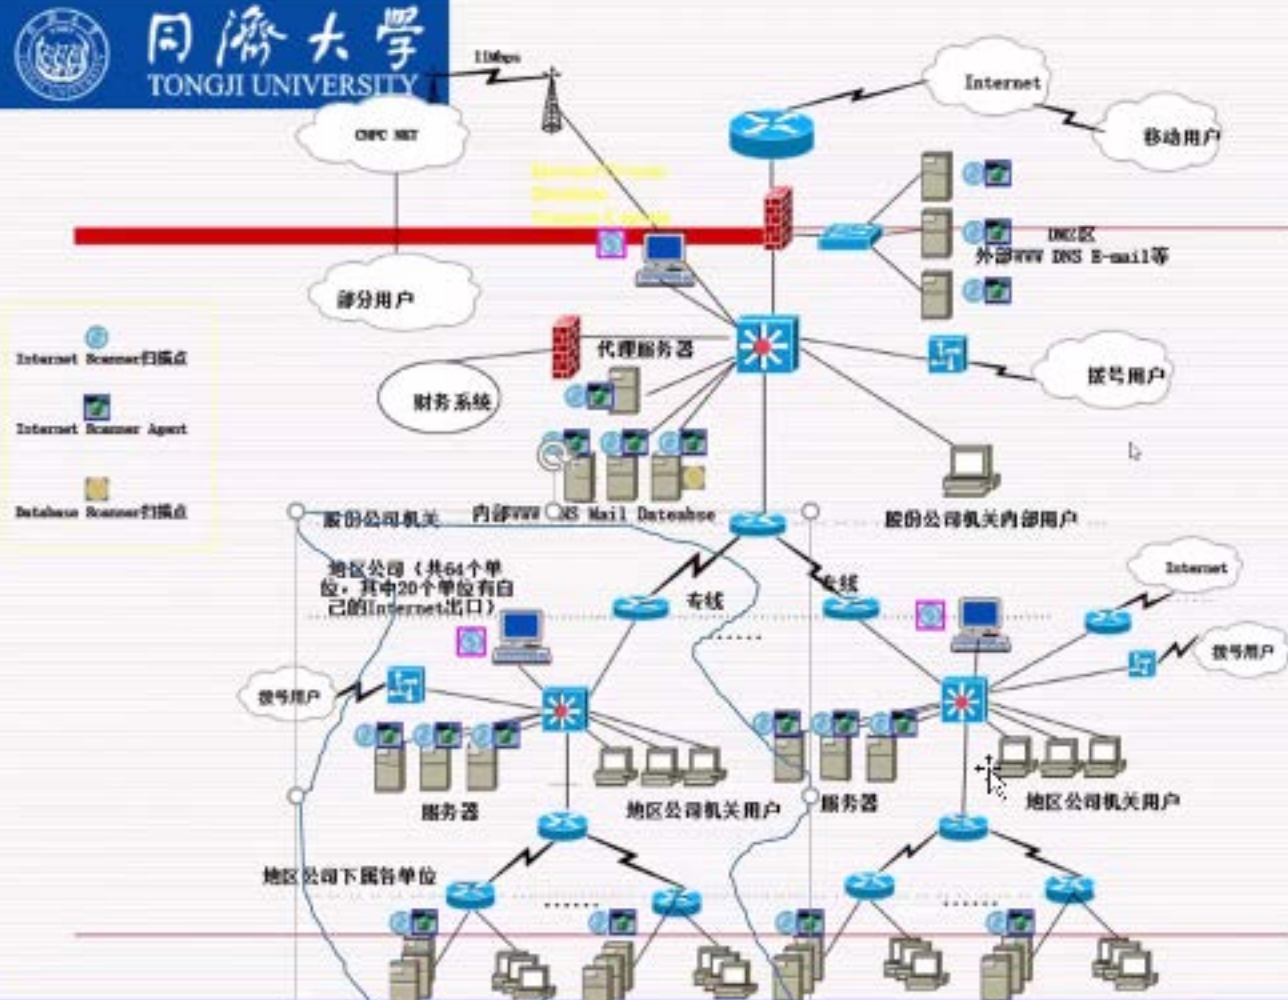 同濟大學
TONGJI UNIVERSITY
11Mbps
Internet
CNPC NET
移动用户
DMZ区
外部WWW DNS E-mail等
部分用户
代理服务器
Internet Scanner扫描点
拨号用户
财务系统
Internet Scanner Agent
Database Scanner扫描点
股份公司机关
内部WWW DNS Mail Dateabse
股份公司机关内部用户
地区公司（共64个单
位，其中20个单位有自
己的Internet出口）
专线
专线
Internet
......
拨号用户
拨号用户
服务器
地区公司机关用户
服务器
地区公司机关用户
地区公司下属各单位
......
......